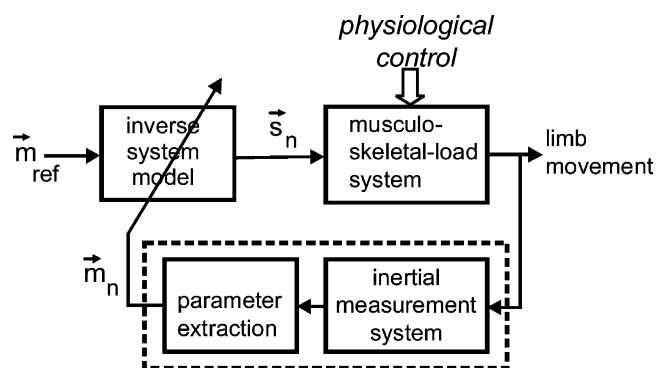 physiological
control
inverse
system
model
musculo-
skeletal-load
system
m⃗ ref
s⃗ n
limb
movement
m⃗ n
parameter
extraction
inertial
measurement
system